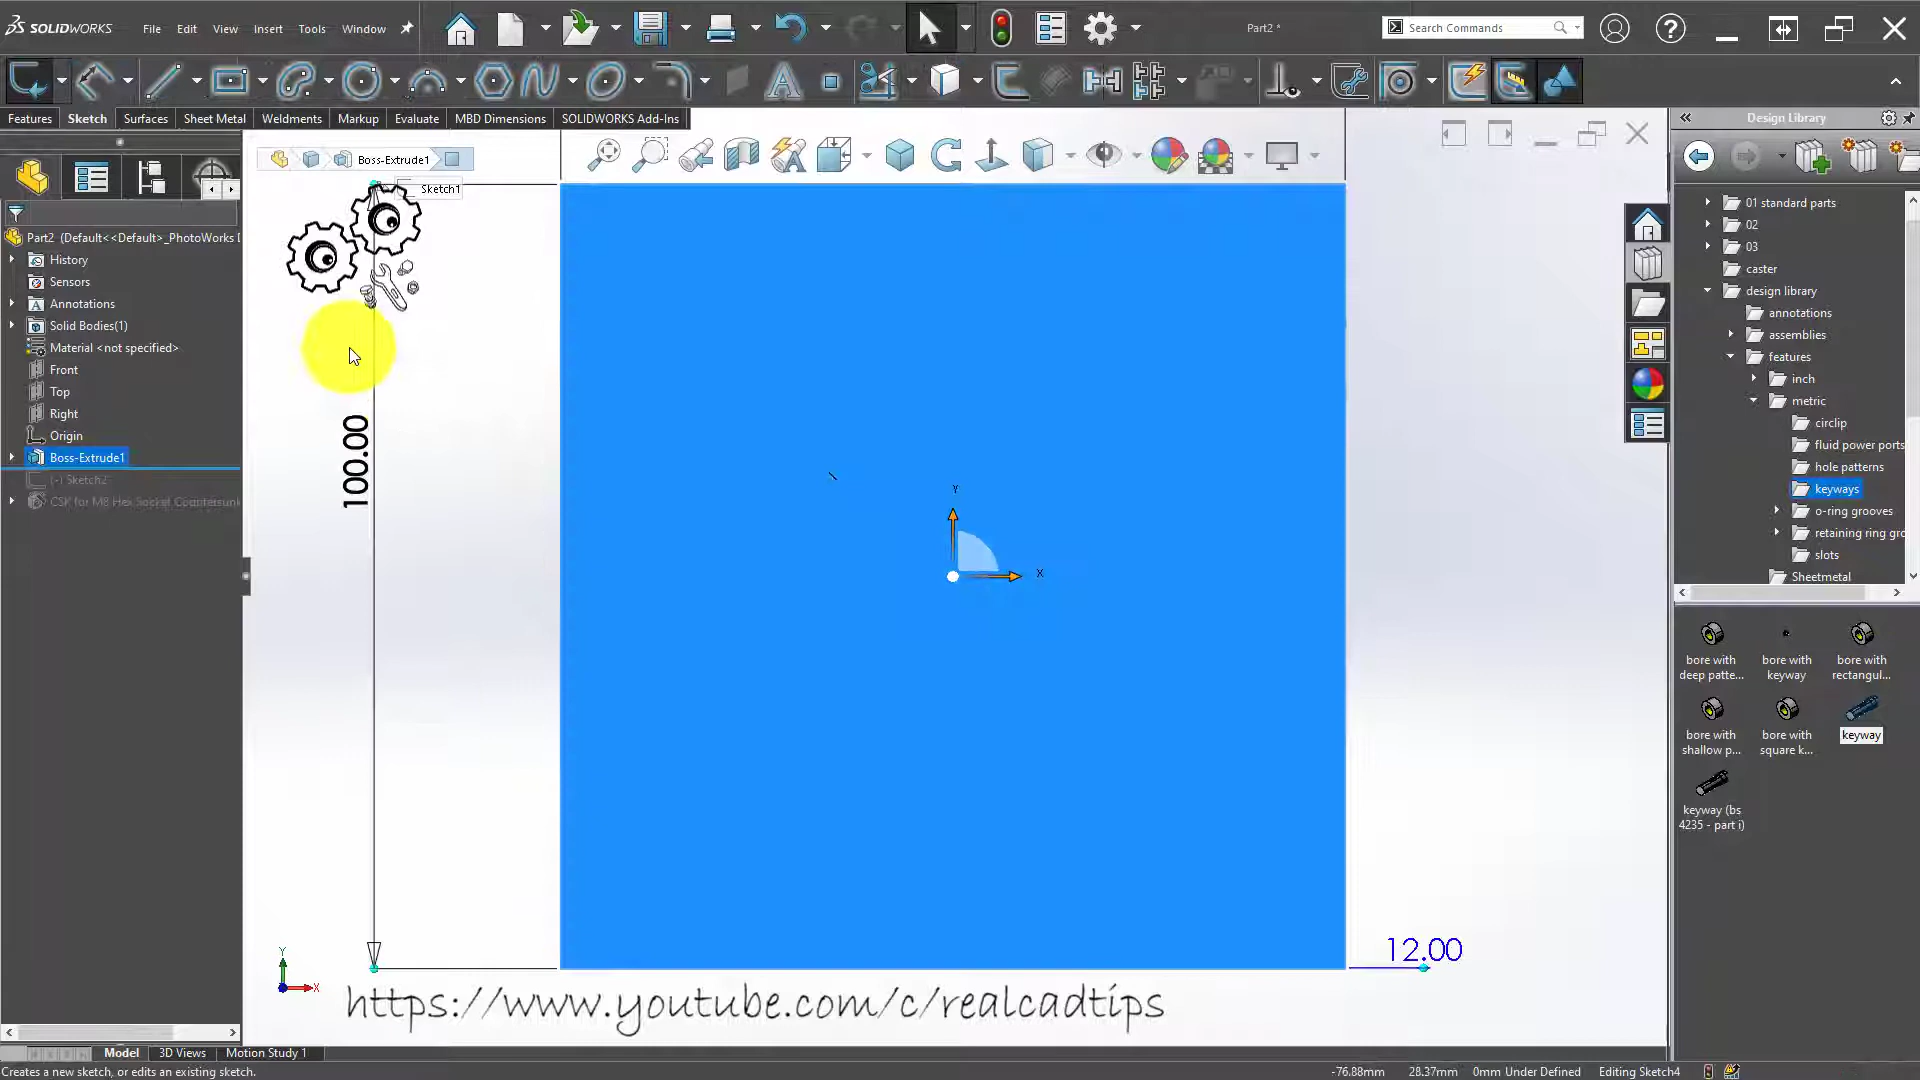 SOLIDWORKS File Edit View Insert Tools Window Part2 * Search Commands
Features Sketch Surfaces Sheet Metal Weldments Markup Evaluate MBD Dimensions SOLIDWORKS Add-Ins
Design Library
Boss-Extrude1
Sketch1
Part2 (Default<<Default>_PhotoWorks
History
Sensors
Annotations
Solid Bodies(1)
Material <not specified>
Front
Top
Right
Origin
Boss-Extrude1
(-) Sketch2
CSK for M8 Hex Socket Countersunk
100.00
Y
X
12.00
Y
X
https://www.youtube.com/c/realcadtips
01 standard parts
02
03
caster
design library
annotations
assemblies
features
inch
metric
circlip
fluid power ports
hole patterns
keyways
o-ring grooves
retaining ring gro
slots
Sheetmetal
bore with deep patte...
bore with keyway
bore with rectangul...
bore with shallow p...
bore with square k...
keyway
keyway (bs 4235 - part i)
Model 3D Views Motion Study 1
Creates a new sketch, or edits an existing sketch.
-76.88mm 28.37mm 0mm Under Defined Editing Sketch4